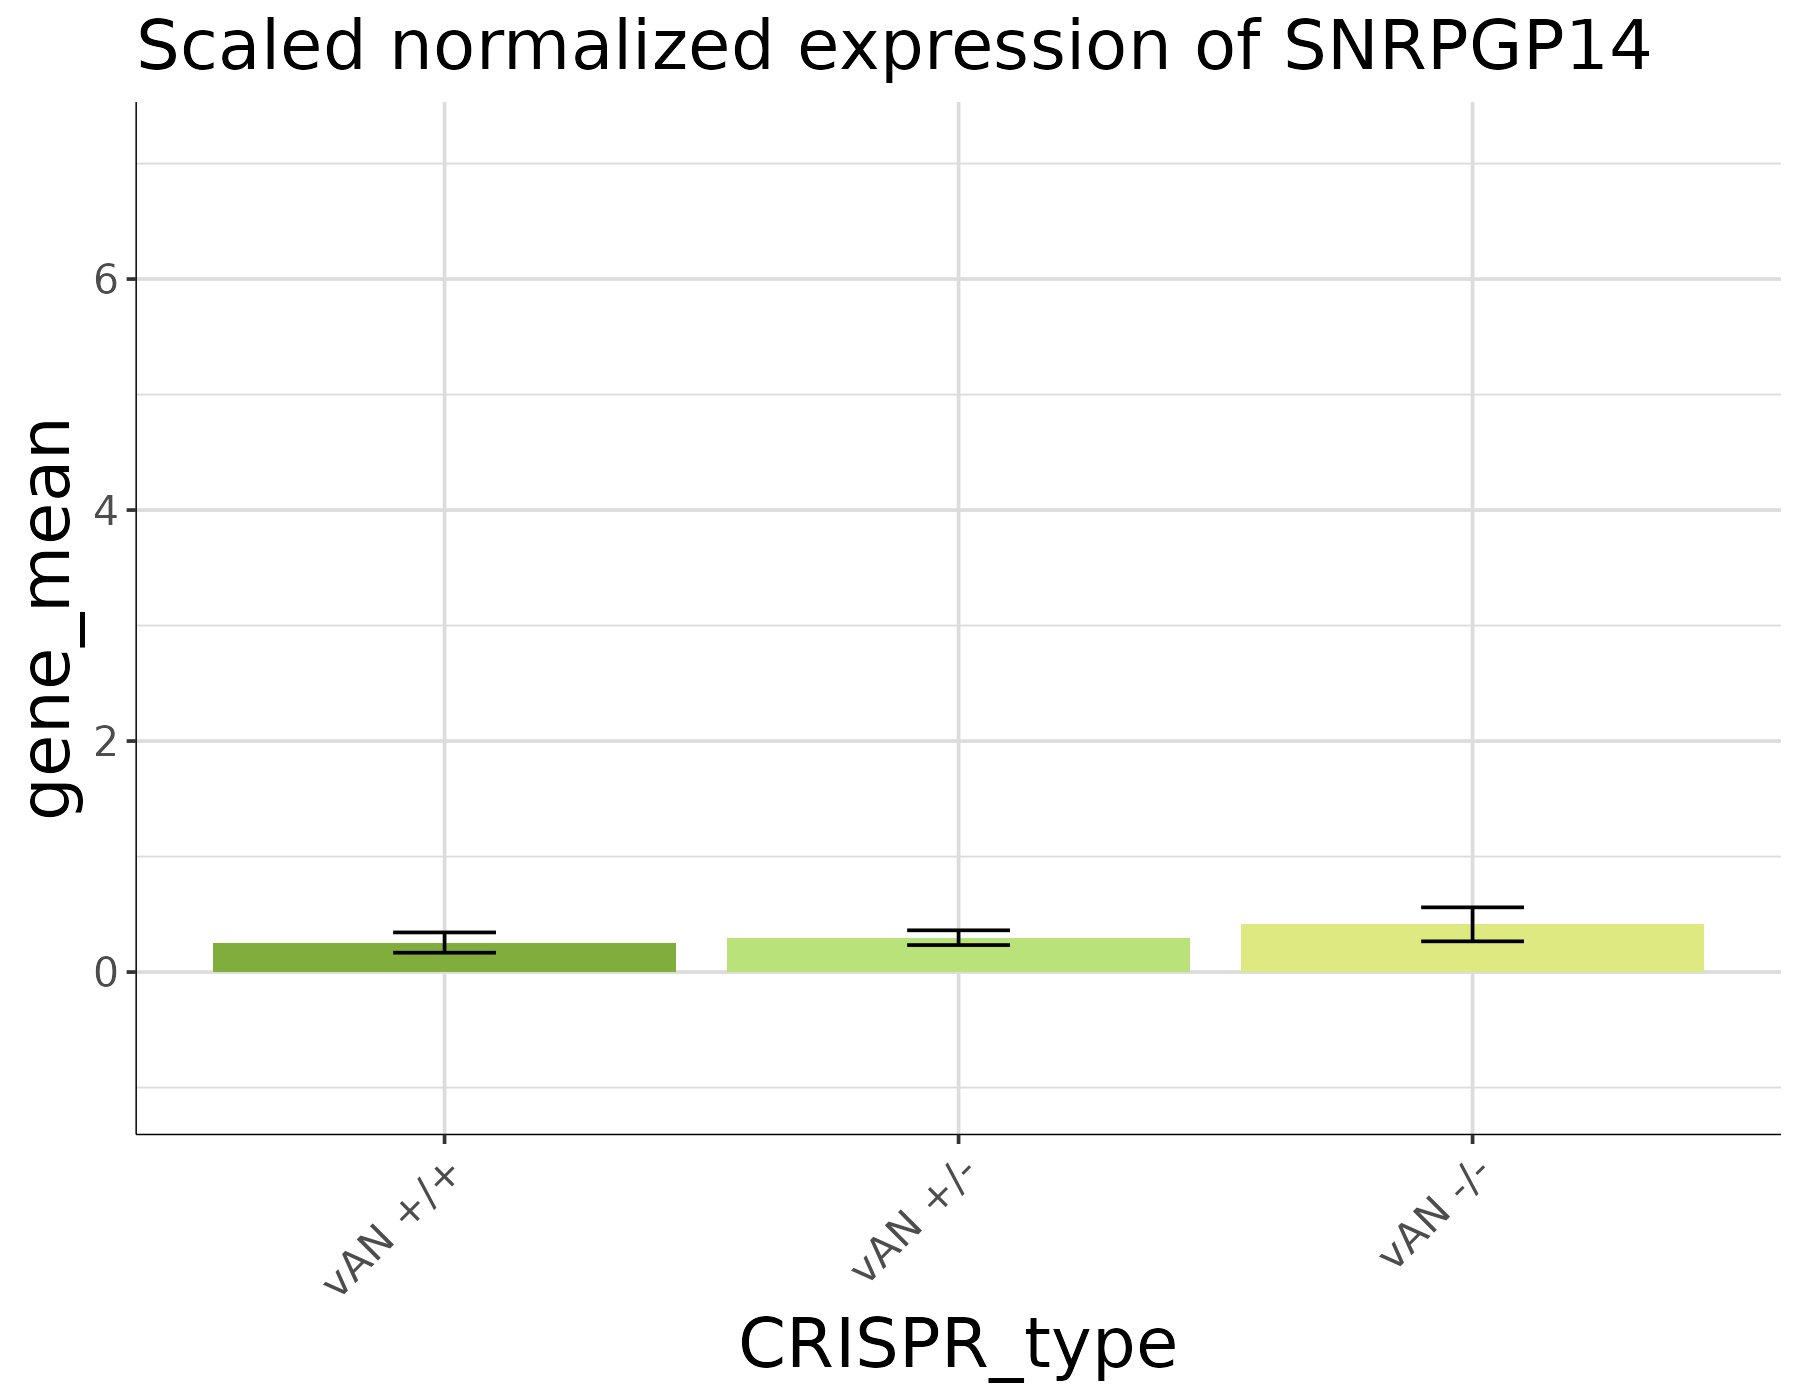 Scaled normalized expression of SNRPGP14
gene_mean
6
4
2
0
vAN +/+
vAN +/-
vAN -/-
CRISPR_type